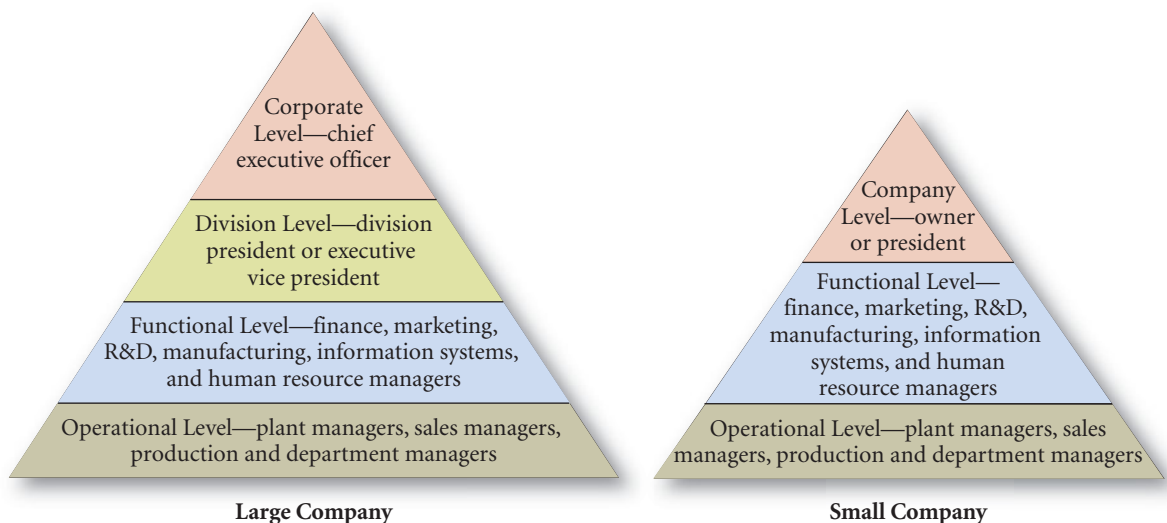 Corporate
Level—chief
executive officer
Division Level—division
president or executive
vice president
Functional Level—finance, marketing,
R&D, manufacturing, information systems,
and human resource managers
Operational Level—plant managers, sales managers,
production and department managers
Large Company
Company
Level—owner
or president
Functional Level—
finance, marketing, R&D,
manufacturing, information
systems, and human
resource managers
Operational Level—plant managers, sales
managers, production and department managers
Small Company